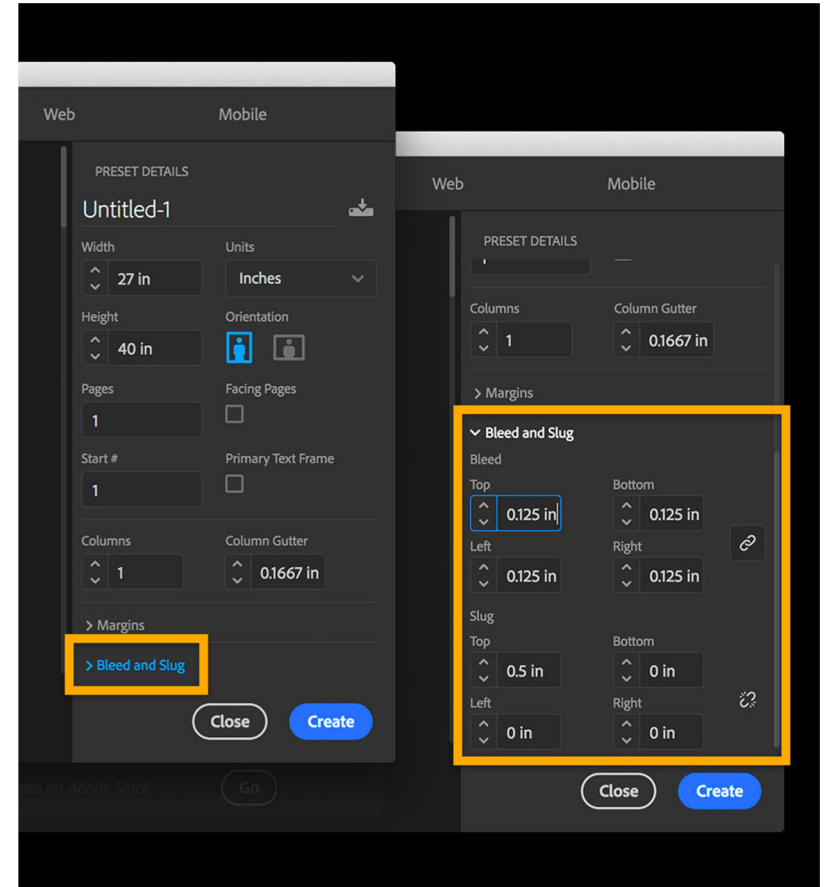 Web Mobile
PRESET DETAILS
Untitled-1
Width Units
27 in Inches
Height Orientation
40 in
Pages Facing Pages
1
Start # Primary Text Frame
1
Columns Column Gutter
1 0.1667 in
> Margins
> Bleed and Slug
Close Create
on Adobe Stock Go
Web Mobile
PRESET DETAILS
Columns Column Gutter
1 0.1667 in
> Margins
Bleed and Slug
Bleed
Top Bottom
0.125 in 0.125 in
Left Right
0.125 in 0.125 in
Slug
Top Bottom
0.5 in 0 in
Left Right
0 in 0 in
Close Create